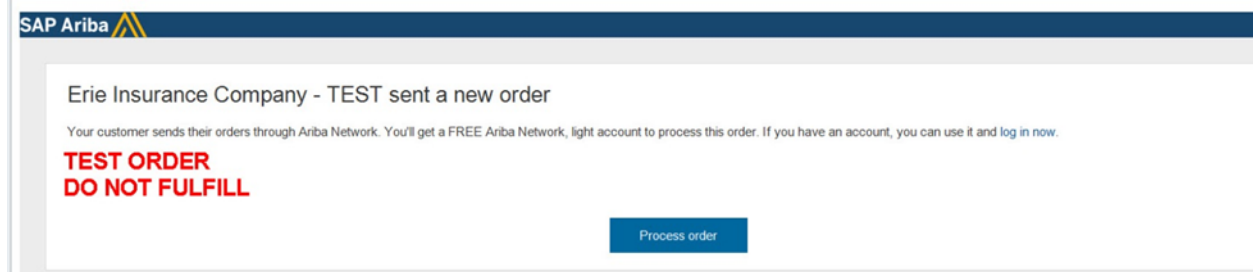 SAP Ariba
Erie Insurance Company - TEST sent a new order
Your customer sends their orders through Ariba Network. You'll get a FREE Ariba Network, light account to process this order. If you have an account, you can use it and log in now.
TEST ORDER
DO NOT FULFILL
Process order